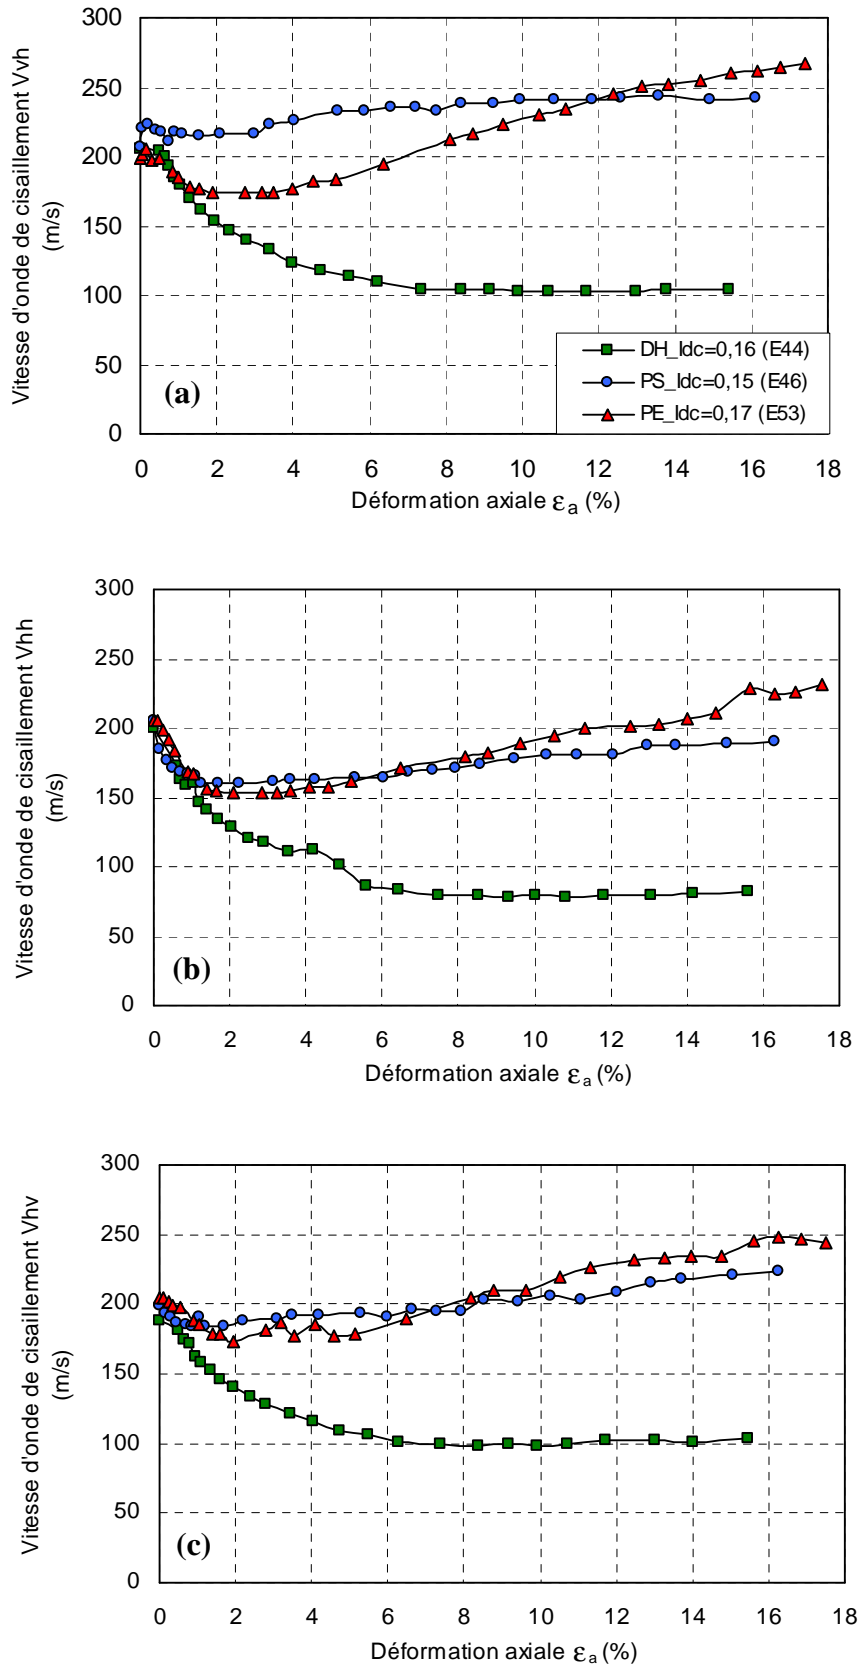 300
250
200
150
100
50
0
Vitesse d'onde de cisaillement Vvh
(m/s)
(a)
DH_Idc=0,16 (E44)
PS_Idc=0,15 (E46)
PE_Idc=0,17 (E53)
0 2 4 6 8 10 12 14 16 18
Déformation axiale εa (%)
300
250
200
150
100
50
0
Vitesse d'onde de cisaillement Vhh
(m/s)
(b)
0 2 4 6 8 10 12 14 16 18
Déformation axiale εa (%)
300
250
200
150
100
50
0
Vitesse d'onde de cisaillement Vhv
(m/s)
(c)
0 2 4 6 8 10 12 14 16 18
Déformation axiale εa (%)